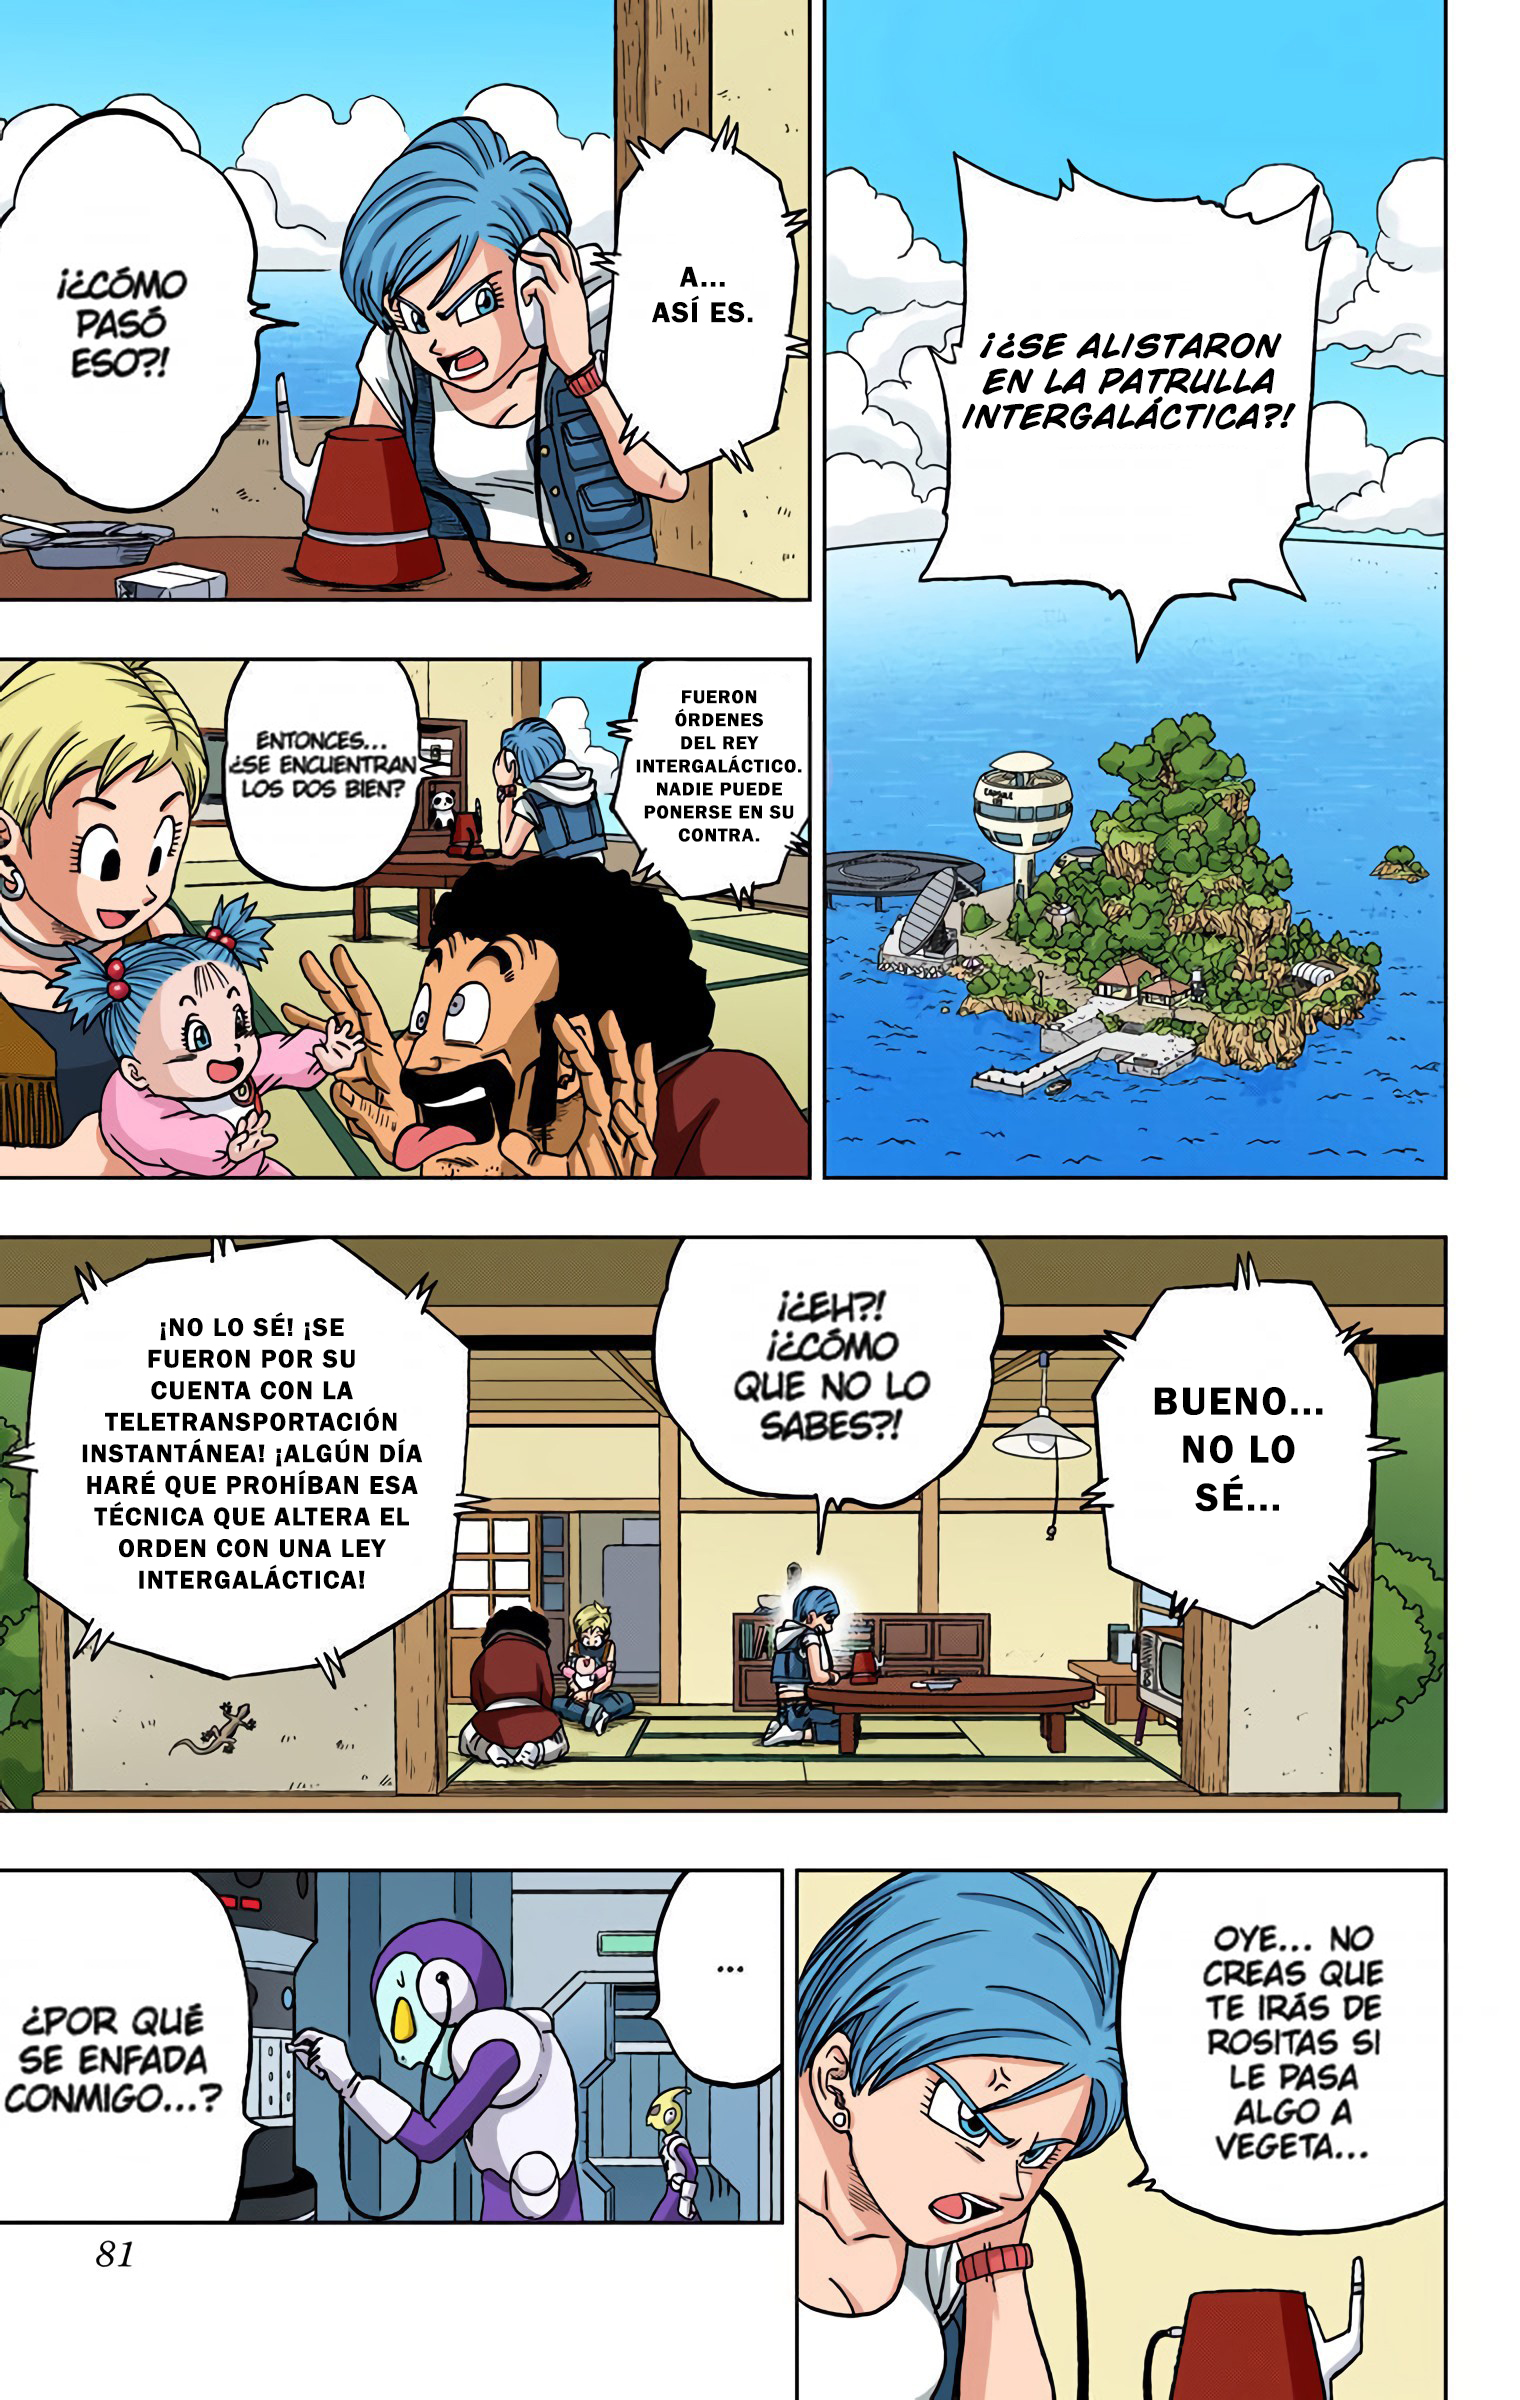 ¡¿SE ALISTARON
EN LA PATRULLA
INTERGALÁCTICA?!
CAPSULE
A...
ASÍ ES.
¡¿CÓMO
PASÓ
ESO?!
FUERON
ÓRDENES
DEL REY
INTERGALÁCTICO.
NADIE PUEDE
PONERSE EN SU
CONTRA.
ENTONCES...
¿SE ENCUENTRAN
LOS DOS BIEN?
BUENO...
NO LO
SÉ...
¡¿EH?!
¡¿CÓMO
QUE NO LO
SABES?!
¡NO LO SÉ! ¡SE
FUERON POR SU
CUENTA CON LA
TELETRANSPORTACIÓN
INSTANTÁNEA! ¡ALGÚN DÍA
HARÉ QUE PROHÍBAN ESA
TÉCNICA QUE ALTERA EL
ORDEN CON UNA LEY
INTERGALÁCTICA!
OYE... NO
CREAS QUE
TE IRÁS DE
ROSITAS SI
LE PASA
ALGO A
VEGETA...
...
¿POR QUÉ
SE ENFADA
CONMIGO...?
81